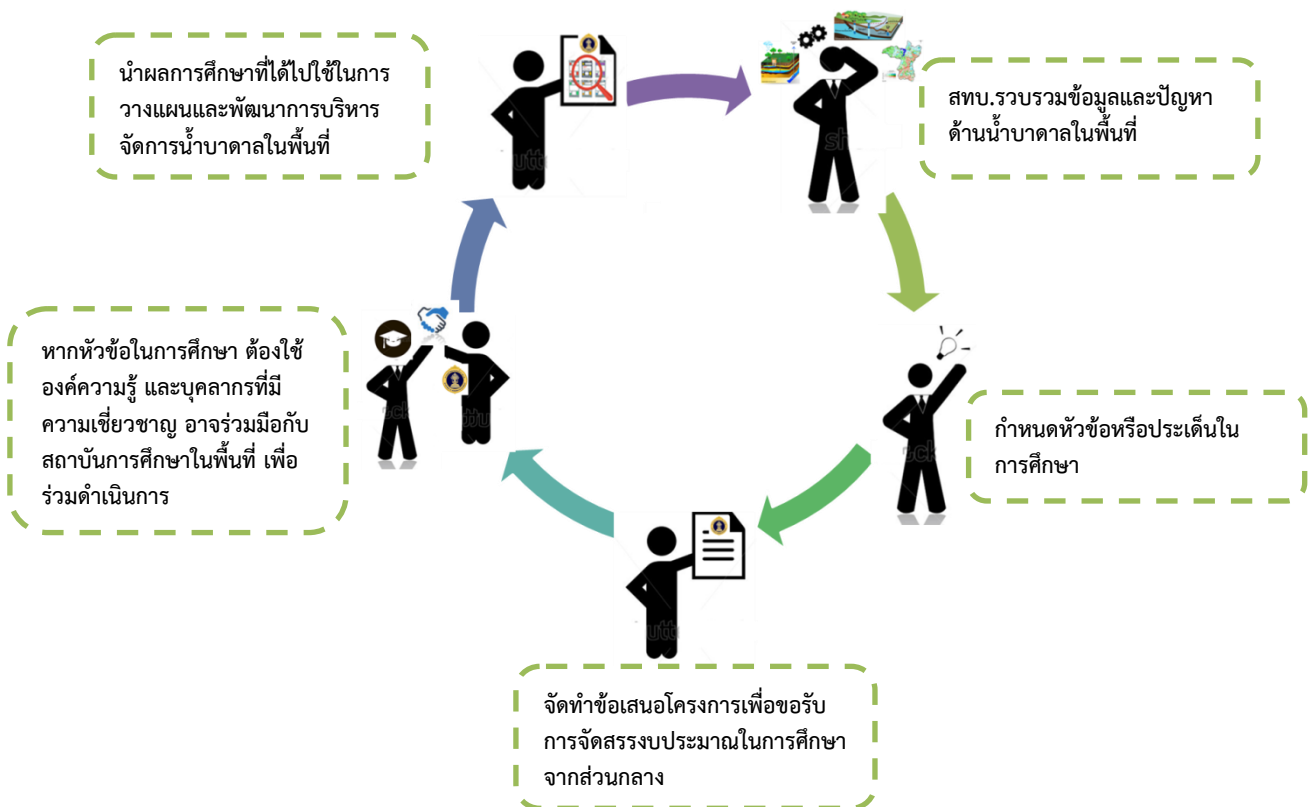 นำผลการศึกษาที่ได้ไปใช้ในการ
วางแผนและพัฒนาการบริหาร
จัดการน้ำบาดาลในพื้นที่
สทบ.รวบรวมข้อมูลและปัญหา
ด้านน้ำบาดาลในพื้นที่
หากหัวข้อในการศึกษา ต้องใช้
องค์ความรู้ และบุคลากรที่มี
ความเชี่ยวชาญ อาจร่วมมือกับ
สถาบันการศึกษาในพื้นที่ เพื่อ
ร่วมดำเนินการ
กำหนดหัวข้อหรือประเด็นใน
การศึกษา
จัดทำข้อเสนอโครงการเพื่อขอรับ
การจัดสรรงบประมาณในการศึกษา
จากส่วนกลาง